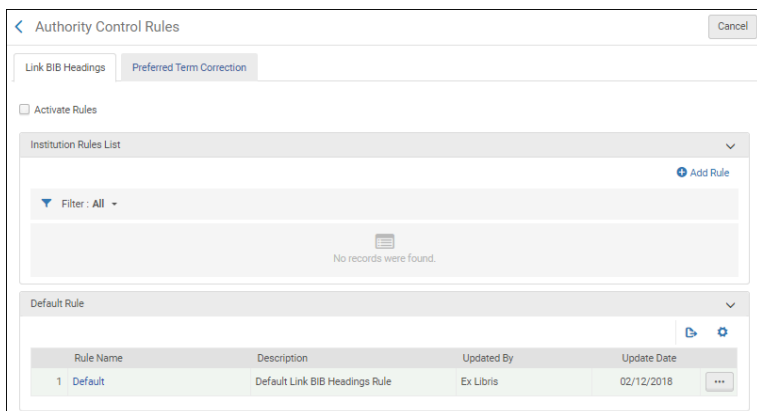 Authority Control Rules
Cancel
Link BIB Headings
Preferred Term Correction
Activate Rules
Institution Rules List
Add Rule
Filter : All
No records were found.
Default Rule
Rule Name Description Updated By Update Date
1 Default Default Link BIB Headings Rule Ex Libris 02/12/2018